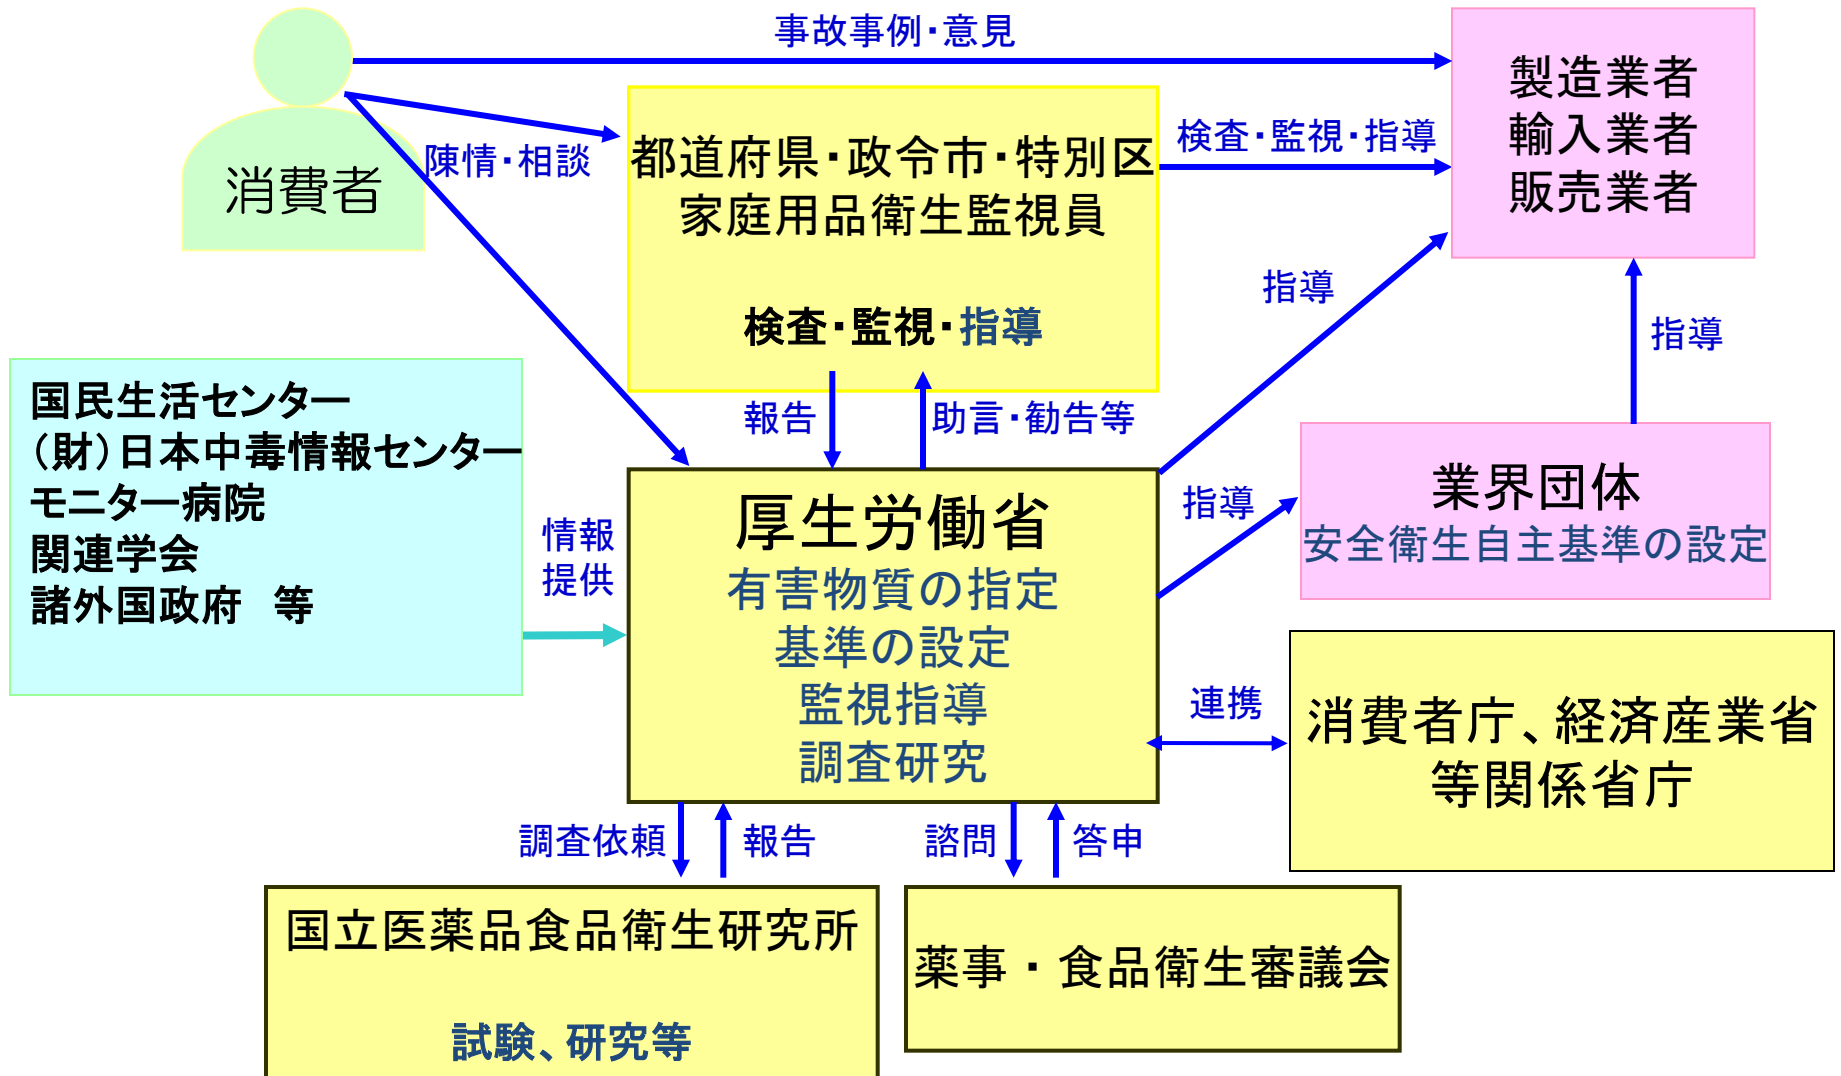 事故事例・意見
製造業者
輸入業者
販売業者
消費者
陳情・相談
都道府県・政令市・特別区
家庭用品衛生監視員
検査・監視・指導
検査・監視・指導
指導
指導
国民生活センター
（財）日本中毒情報センター
モニター病院
関連学会
諸外国政府　等
報告
助言・勧告等
情報
提供
厚生労働省
有害物質の指定
基準の設定
監視指導
調査研究
指導
業界団体
安全衛生自主基準の設定
連携
消費者庁、経済産業省
等関係省庁
調査依頼
報告
諮問
答申
国立医薬品食品衛生研究所
試験、研究等
薬事・食品衛生審議会